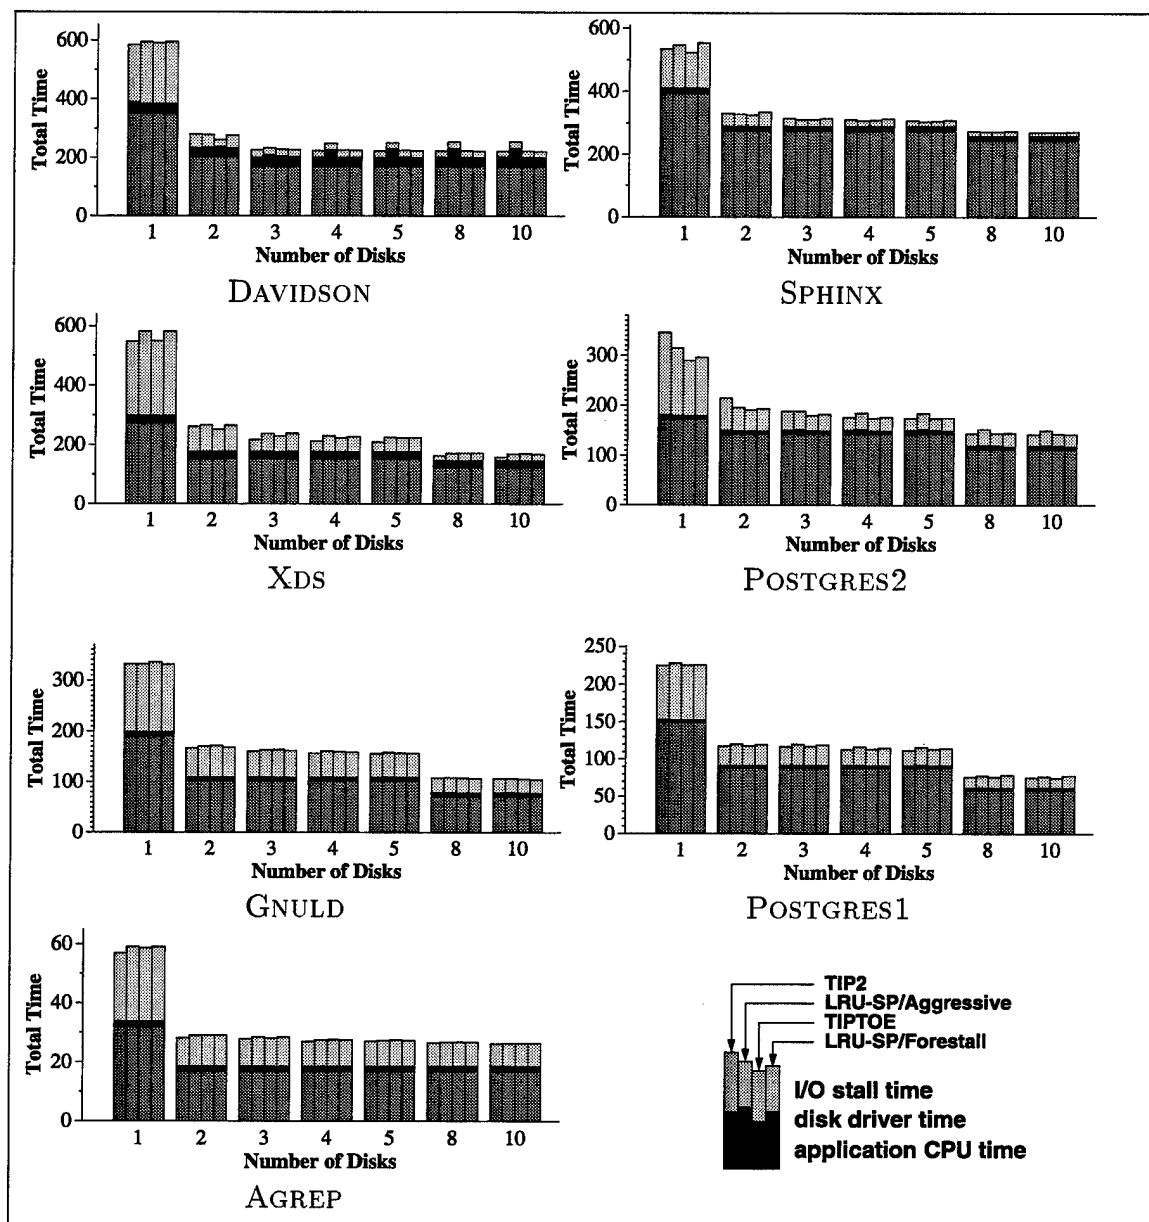 Total Time
600
400
200
0
1 2 3 4 5 8 10
Number of Disks
DAVIDSON
Total Time
600
400
200
0
1 2 3 4 5 8 10
Number of Disks
SPHINX
Total Time
600
400
200
0
1 2 3 4 5 8 10
Number of Disks
XDS
Total Time
300
200
100
0
1 2 3 4 5 8 10
Number of Disks
POSTGRES2
Total Time
300
200
100
0
1 2 3 4 5 8 10
Number of Disks
GNULD
Total Time
250
200
150
100
50
0
1 2 3 4 5 8 10
Number of Disks
POSTGRES1
Total Time
60
40
20
0
1 2 3 4 5 8 10
Number of Disks
AGREP
TIP2
LRU-SP/Aggressive
TIPTOE
LRU-SP/Forestall
I/O stall time
disk driver time
application CPU time